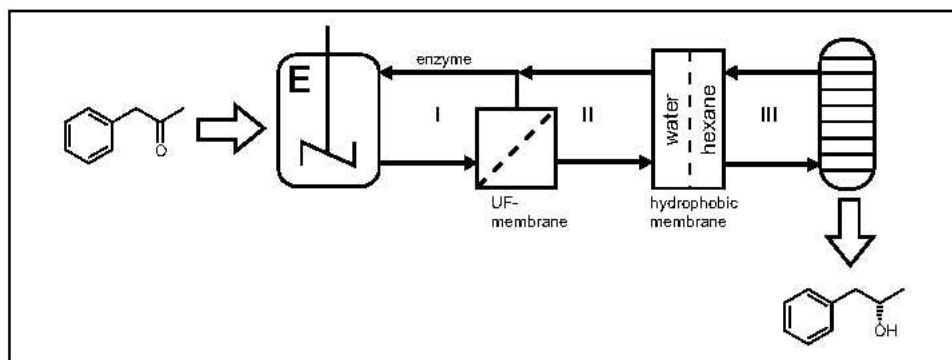 enzyme
E
I
II
III
water
hexane
O
UF-
membrane
hydrophobic
membrane
OH